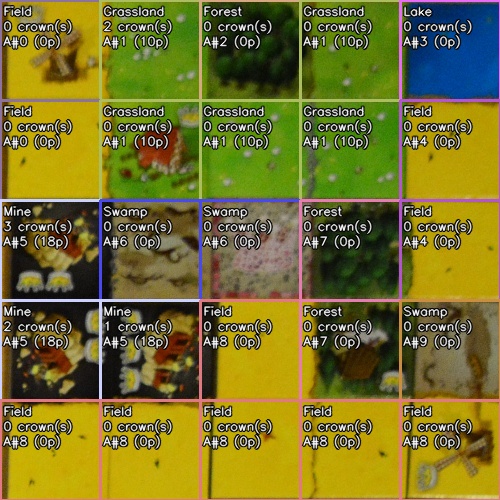 Field
0 crown(s)
A#0 (0p)
Grassland
2 crown(s)
A#1 (10p)
Forest
0 crown(s)
A#2 (0p)
Grassland
0 crown(s)
A#1 (10p)
Lake
0 crown(s)
A#3 (0p)
Field
0 crown(s)
A#0 (0p)
Grassland
0 crown(s)
A#1 (10p)
Grassland
0 crown(s)
A#1 (10p)
Grassland
0 crown(s)
A#1 (10p)
Field
0 crown(s)
A#4 (0p)
Mine
3 crown(s)
A#5 (18p)
Swamp
0 crown(s)
A#6 (0p)
Swamp
0 crown(s)
A#6 (0p)
Forest
0 crown(s)
A#7 (0p)
Field
0 crown(s)
A#4 (0p)
Mine
2 crown(s)
A#5 (18p)
Mine
1 crown(s)
A#5 (18p)
Field
0 crown(s)
A#8 (0p)
Forest
0 crown(s)
A#7 (0p)
Swamp
0 crown(s)
A#9 (0p)
Field
0 crown(s)
A#8 (0p)
Field
0 crown(s)
A#8 (0p)
Field
0 crown(s)
A#8 (0p)
Field
0 crown(s)
A#8 (0p)
Field
0 crown(s)
A#8 (0p)